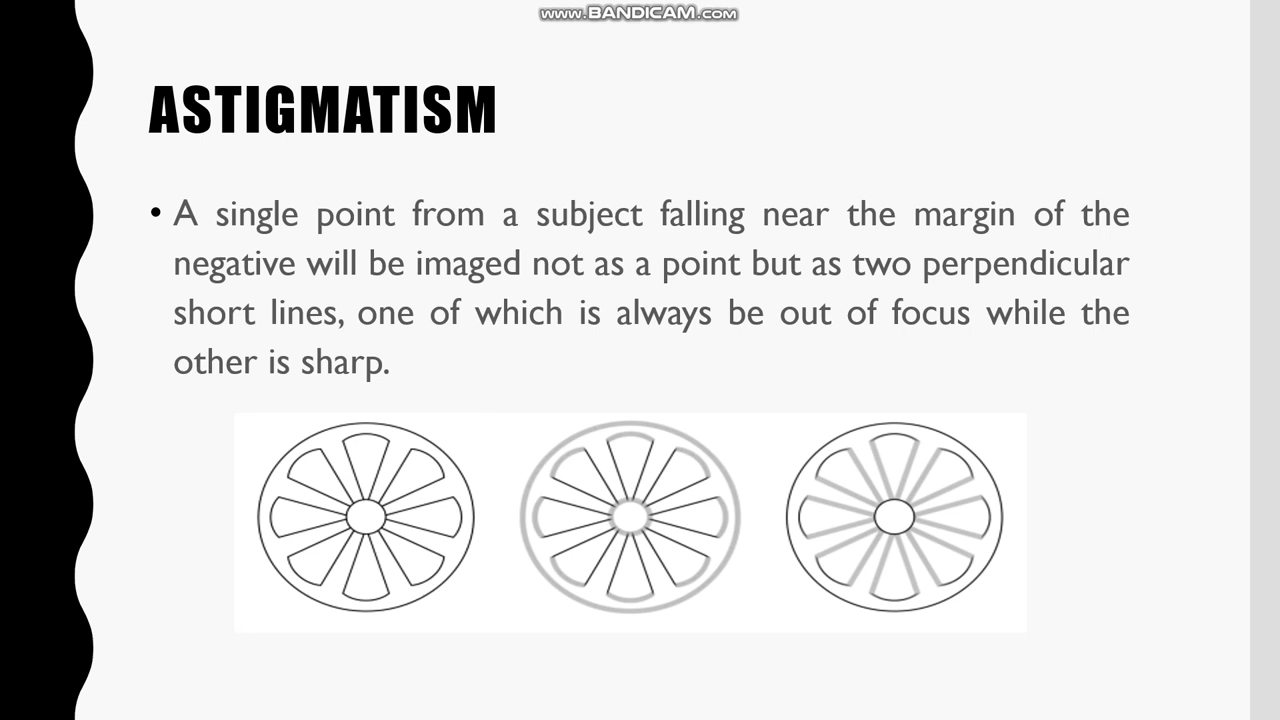 www.BANDICAM.com
ASTIGMATISM
• A single point from a subject falling near the margin of the
negative will be imaged not as a point but as two perpendicular
short lines, one of which is always be out of focus while the
other is sharp.